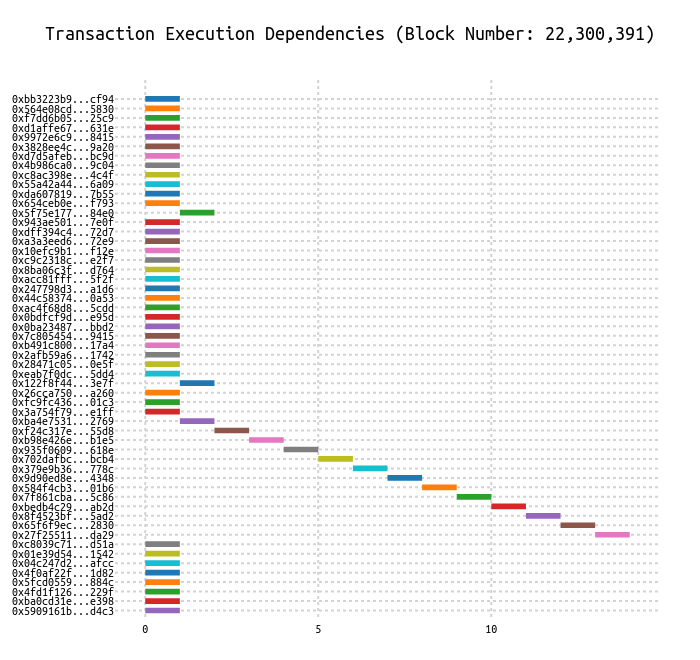 Transaction Execution Dependencies (Block Number: 22,300,391)
0xbb3223b9...cf94
0x564e08cd...5830
0xf7dd6b05...25c9
0xd1affe67...631e
0x9972e6c9...8415
0x3828ee4c...9a20
0xd7d5afeb...bc9d
0x4b986ca0...9c04
0xc8ac398e...4c4f
0x55a42a44...6a09
0xda607819...7b55
0x654ceb0e...f793
0x5f75e177...84e0
0x943ae501...7e0f
0xdff394c4...72d7
0xa3a3eed6...72e9
0x10efc9b1...f12e
0xc9c2318c...e2f7
0x8ba06c3f...d764
0xacc81fff...5f2f
0x247798d3...a1d6
0x44c58374...0a53
0xac4f68d8...5cdd
0x0bdfcf9d...e95d
0x0ba23487...bbd2
0x7c805454...9415
0xb491c800...17a4
0x2afb59a6...1742
0x28471c05...0e5f
0xeab7f0dc...5dd4
0x122f8f44...3e7f
0x26cca750...a260
0xfc9fc436...01c3
0x3a754f79...e1ff
0xba4e7531...2769
0xf24c317e...55d8
0xb98e426e...b1e5
0x935f0609...618e
0x702dafbc...bcb4
0x379e9b36...778c
0x9d90ed8e...4348
0x584f4cb3...01b6
0x7f861cba...5c86
0xbedb4c29...ab2d
0x8f4523bf...5ad2
0x65f6f9ec...2830
0x27f25511...da29
0xc8039c71...d51a
0x01e39d54...1542
0x04c247d2...afcc
0x4f0af22f...1d82
0x5fcd0559...884c
0x4fd1f126...229f
0xba0cd31e...e398
0x5909161b...d4c3
0 5 10